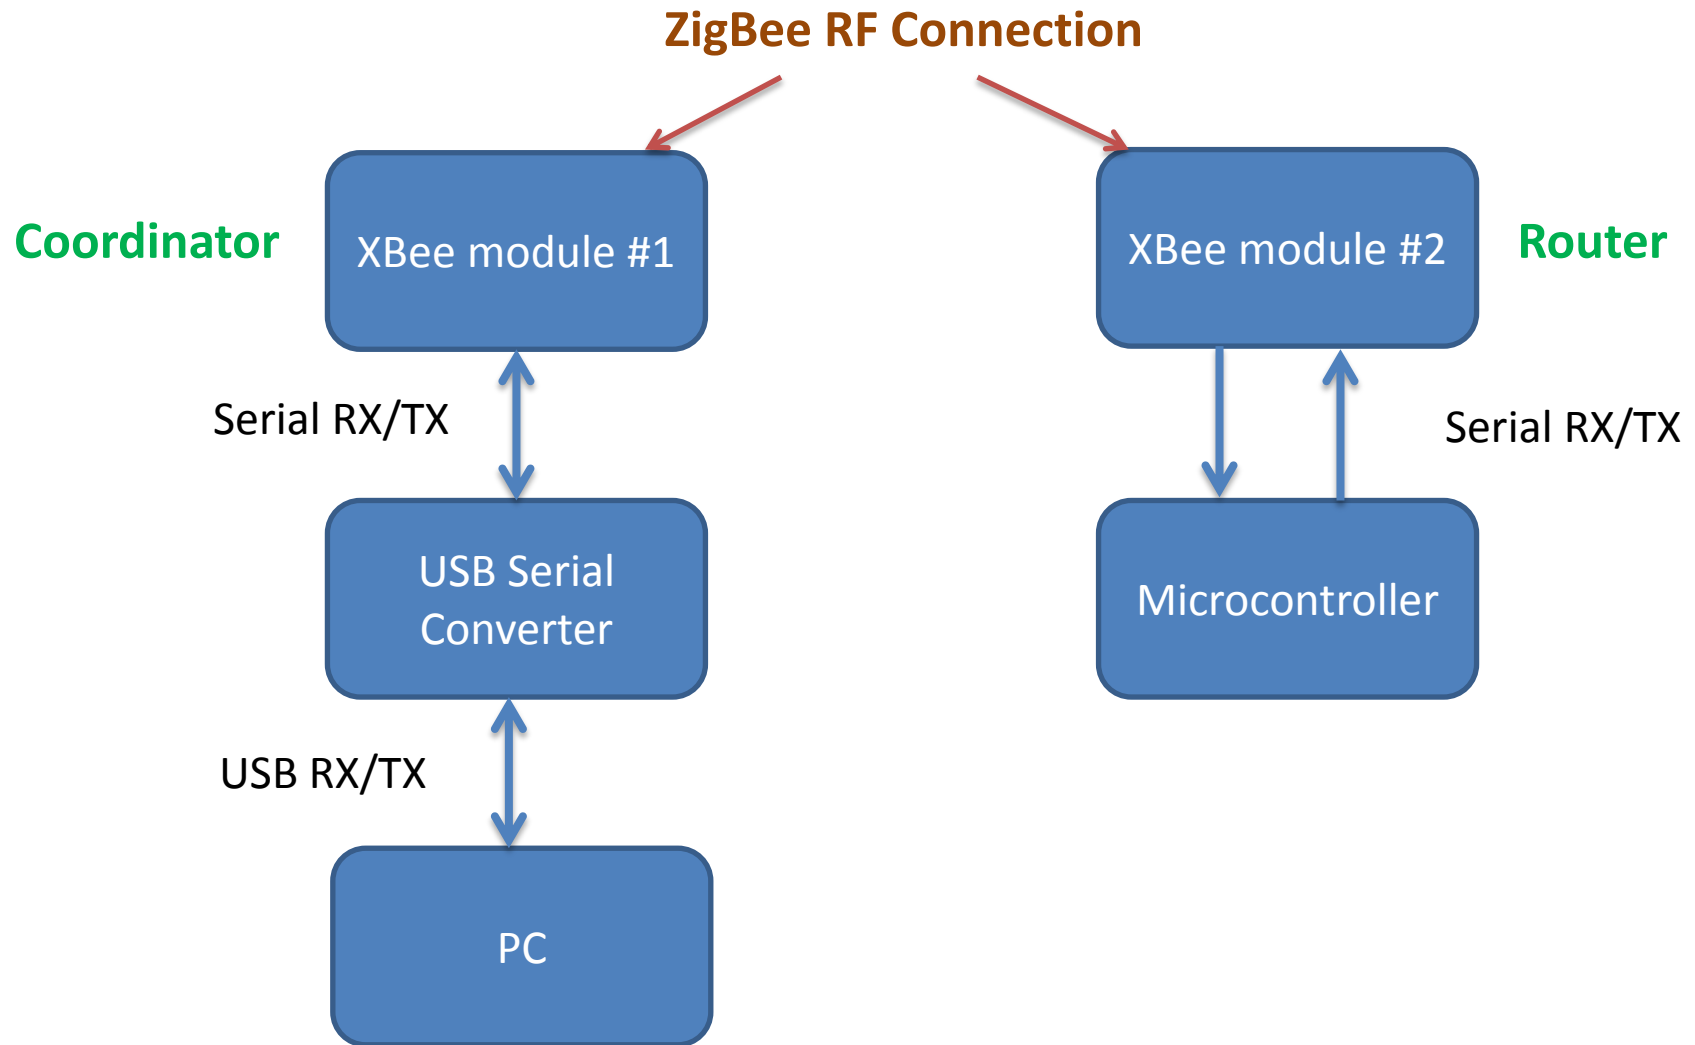 ZigBee RF Connection
Coordinator
XBee module #1
XBee module #2
Router
Serial RX/TX
Serial RX/TX
USB Serial
Converter
Microcontroller
USB RX/TX
PC